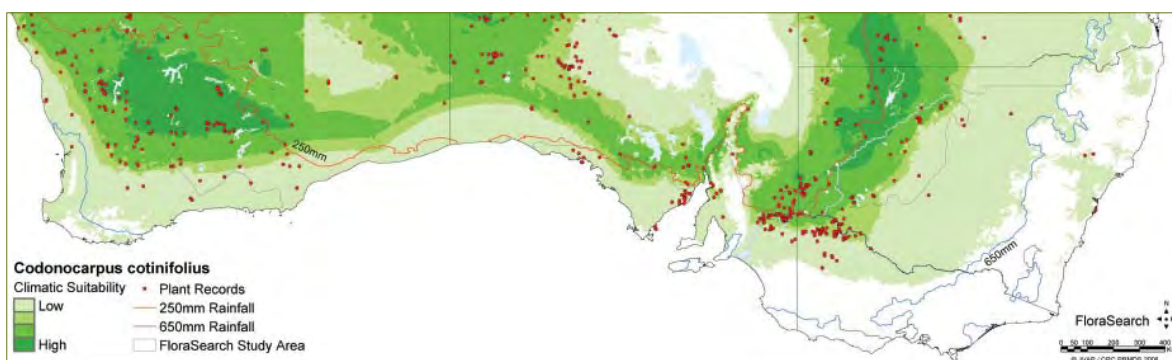 250mm
650mm
Codonocarpus cotinifolius
Climatic Suitability
Low
High
Plant Records
250mm Rainfall
650mm Rainfall
FloraSearch Study Area
N
FloraSearch
0 50 100 200 300 400